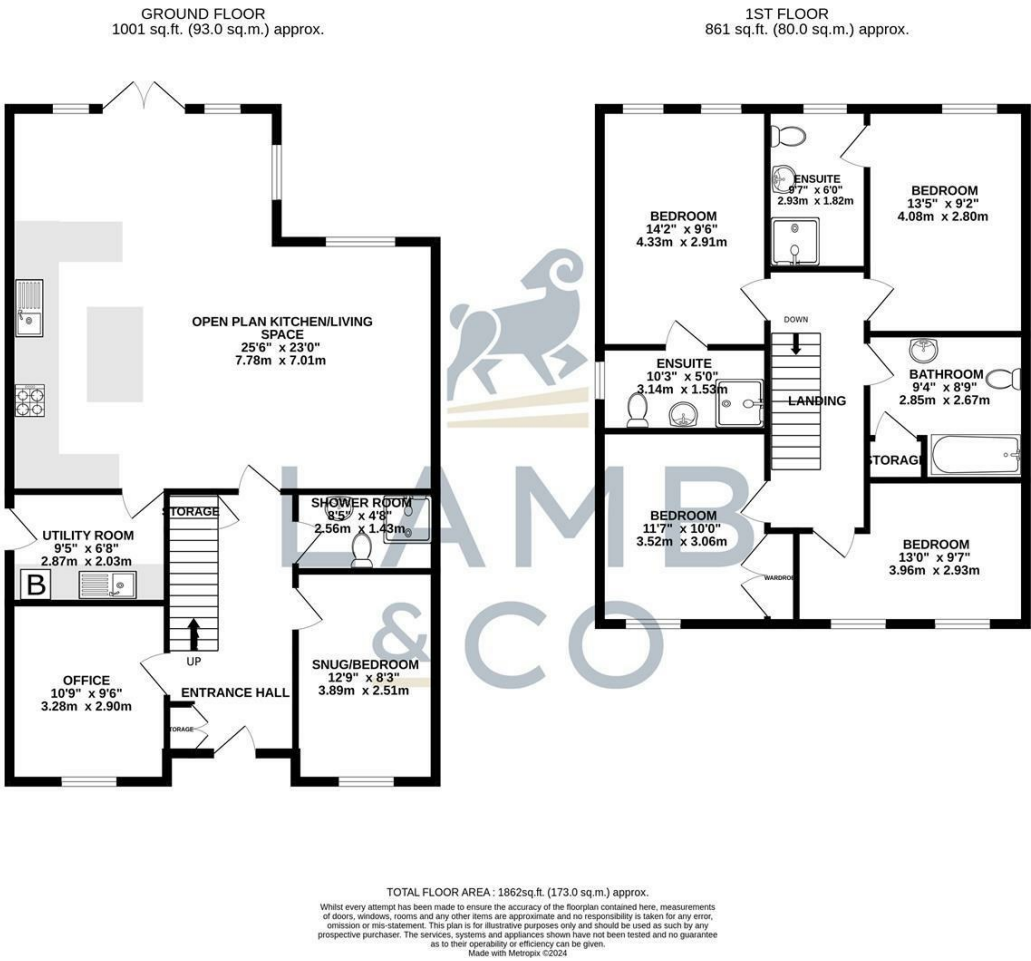 GROUND FLOOR
1001 sq.ft. (93.0 sq.m.) approx.
1ST FLOOR
861 sq.ft. (80.0 sq.m.) approx.
OPEN PLAN KITCHEN/LIVING
SPACE
25'6" x 23'0"
7.78m x 7.01m
STORAGE
SHOWER ROOM
8'5" x 4'8"
2.56m x 1.43m
UTILITY ROOM
9'5" x 6'8"
2.87m x 2.03m
B
UP
OFFICE
10'9" x 9'6"
3.28m x 2.90m
ENTRANCE HALL
SNUG/BEDROOM
12'9" x 8'3"
3.89m x 2.51m
TORAGE
ENSUITE
9'7" x 6'0"
2.93m x 1.82m
BEDROOM
13'5" x 9'2"
4.08m x 2.80m
BEDROOM
14'2" x 9'6"
4.33m x 2.91m
DOWN
ENSUITE
10'3" x 5'0"
3.14m x 1.53m
LANDING
BATHROOM
9'4" x 8'9"
2.85m x 2.67m
STORAGE
BEDROOM
11'7" x 10'0"
3.52m x 3.06m
BEDROOM
13'0" x 9'7"
3.96m x 2.93m
WARDROB
LAMB
& CO
TOTAL FLOOR AREA : 1862sq.ft. (173.0 sq.m.) approx.
Whilst every attempt has been made to ensure the accuracy of the floorplan contained here, measurements
of doors, windows, rooms and any other items are approximate and no responsibility is taken for any error,
omission or mis-statement. This plan is for illustrative purposes only and should be used as such by any
prospective purchaser. The services, systems and appliances shown have not been tested and no guarantee
as to their operability or efficiency can be given.
Made with Metropix ©2024